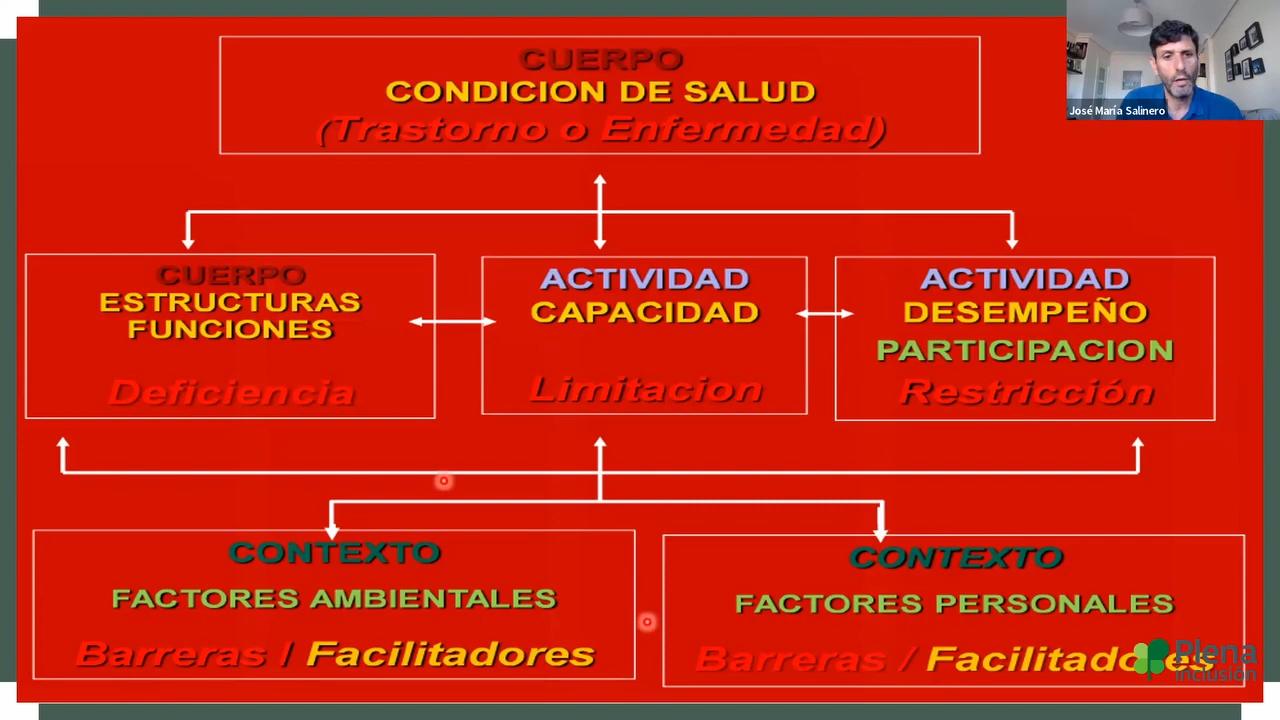 José María Salinero
CUERPO
CONDICION DE SALUD
(Trastorno o Enfermedad)
CUERPO
ESTRUCTURAS
FUNCIONES
Deficiencia
ACTIVIDAD
CAPACIDAD
Limitacion
ACTIVIDAD
DESEMPEÑO
PARTICIPACION
Restricción
CONTEXTO
FACTORES AMBIENTALES
Barreras / Facilitadores
CONTEXTO
FACTORES PERSONALES
Barreras / Facilitadores
Plena
inclusión